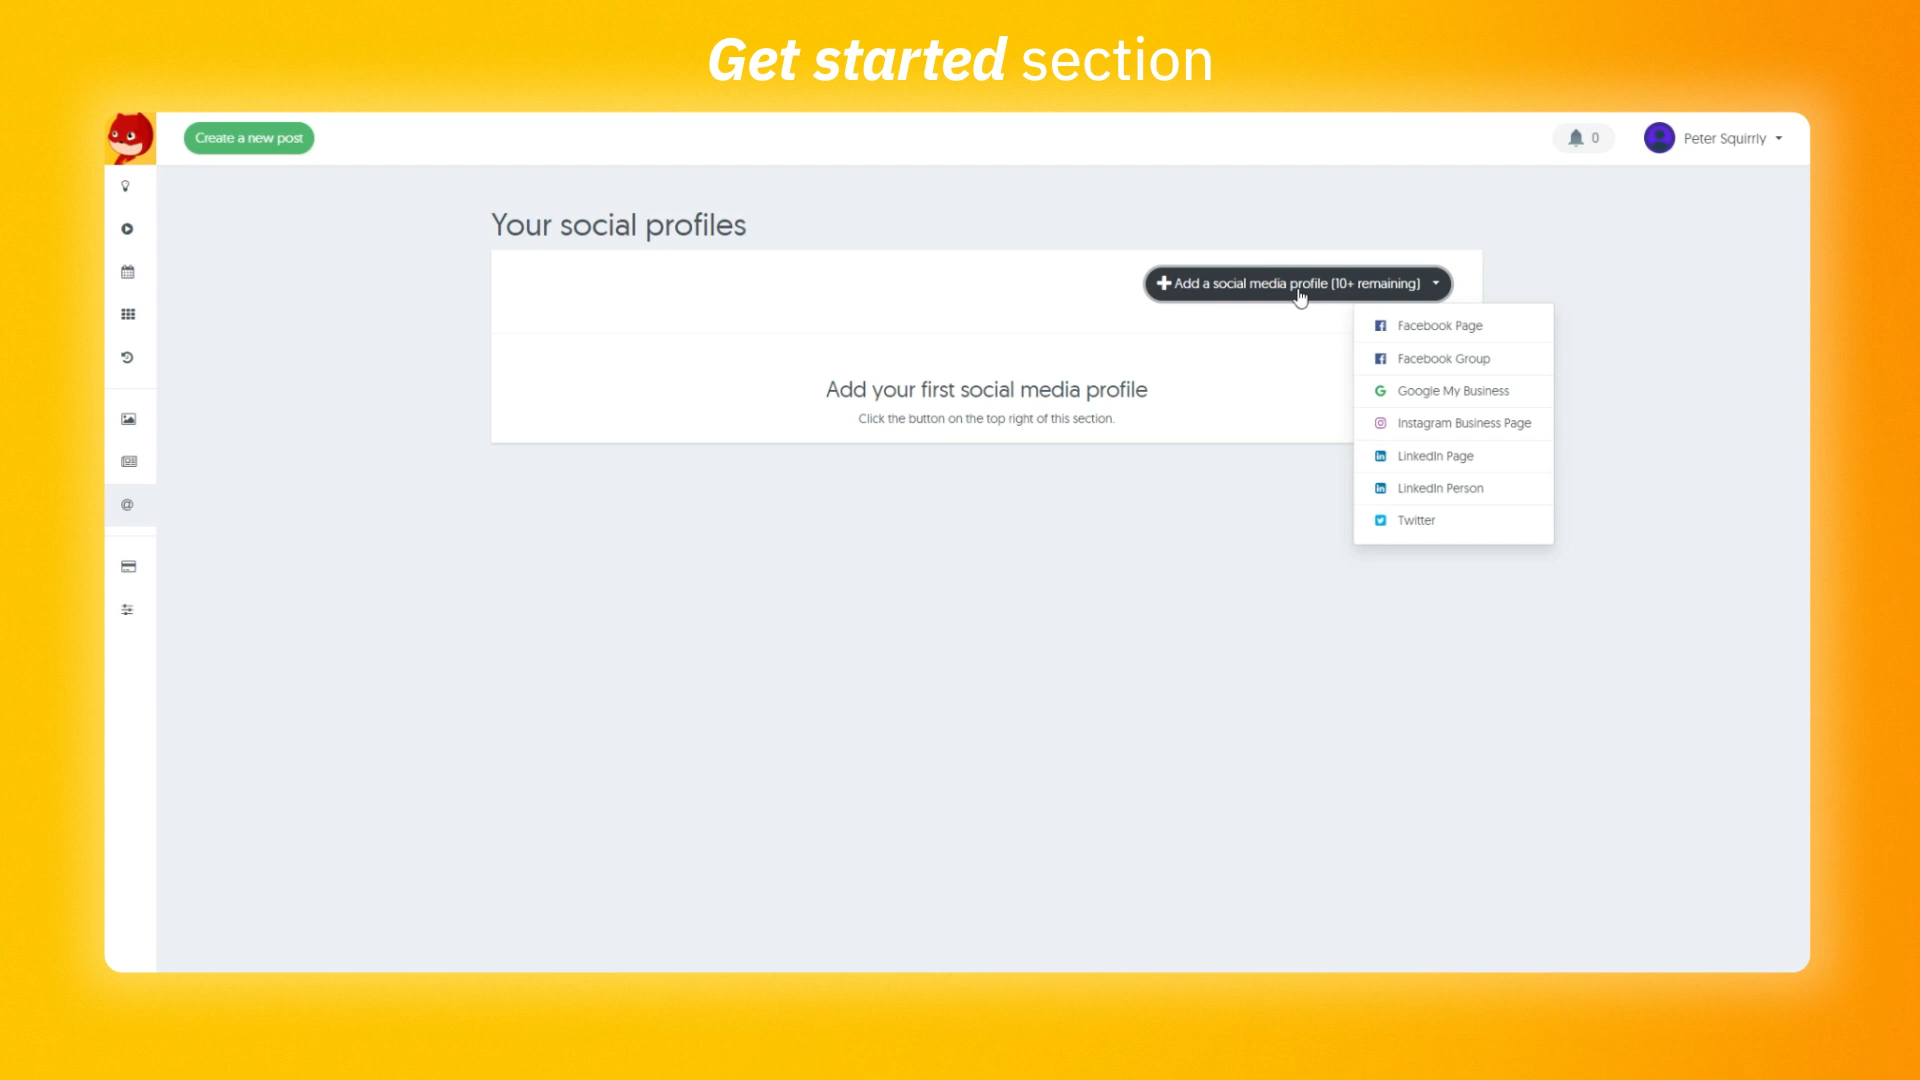 Get started section
Create a new post
0
Peter Squirrly
Your social profiles
Add a social media profile (10+ remaining)
Facebook Page
Facebook Group
Google My Business
Instagram Business Page
LinkedIn Page
LinkedIn Person
Twitter
Add your first social media profile
Click the button on the top right of this section.